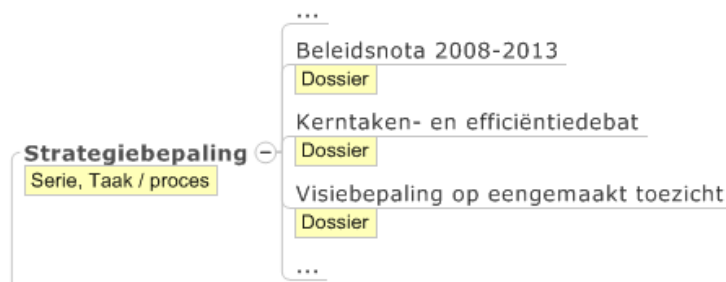 ...
Beleidsnota 2008-2013
Dossier
Kerntaken- en efficiëntiedebat
Dossier
Strategiebepaling
Serie, Taak / proces
Visiebepaling op eengemaakt toezicht
Dossier
...